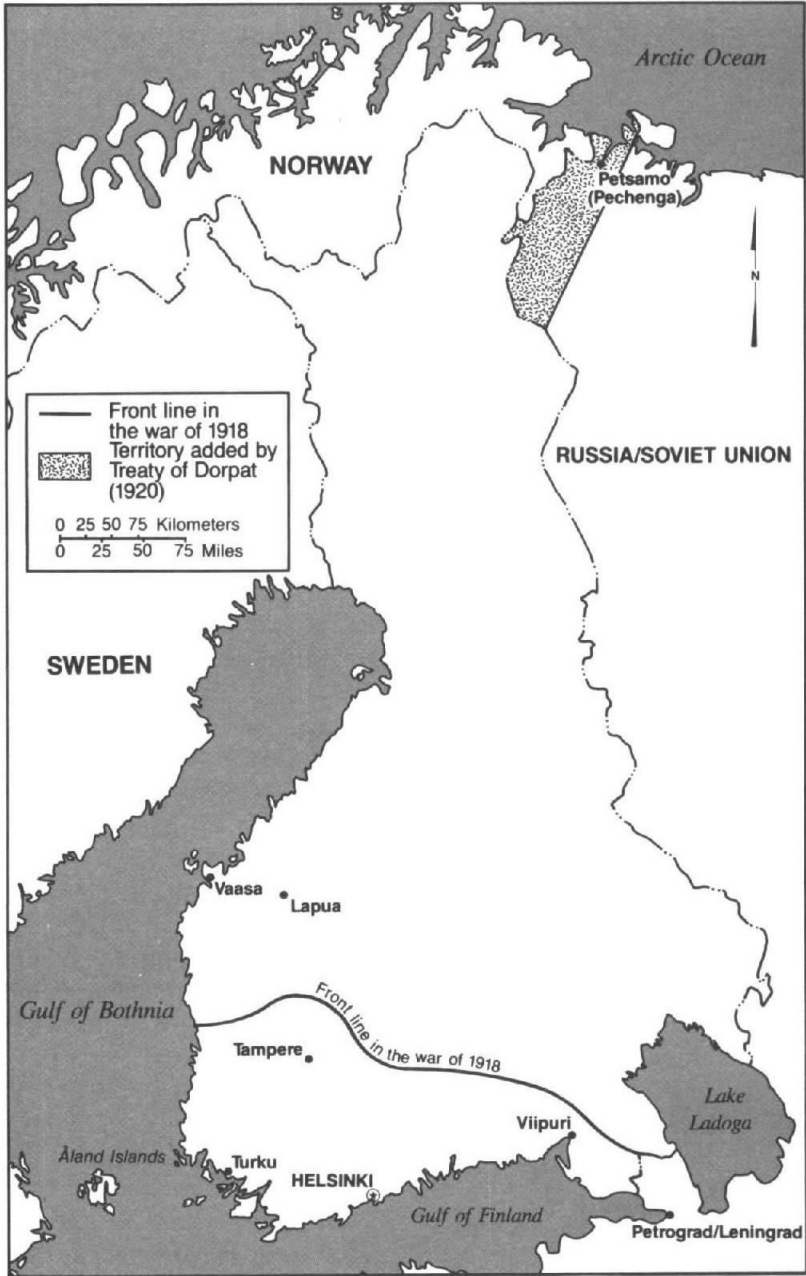 Arctic Ocean
NORWAY
Petsamo
(Pechenga)
N
Front line in
the war of 1918
Territory added by
Treaty of Dorpat
(1920)
RUSSIA/SOVIET UNION
0 25 50 75 Kilometers
0 25 50 75 Miles
SWEDEN
Vaasa
Lapua
Gulf of Bothnia
Front line in the war of 1918
Tampere
Lake
Ladoga
Viipuri
Åland Islands
Turku
HELSINKI
Gulf of Finland
Petrograd/Leningrad